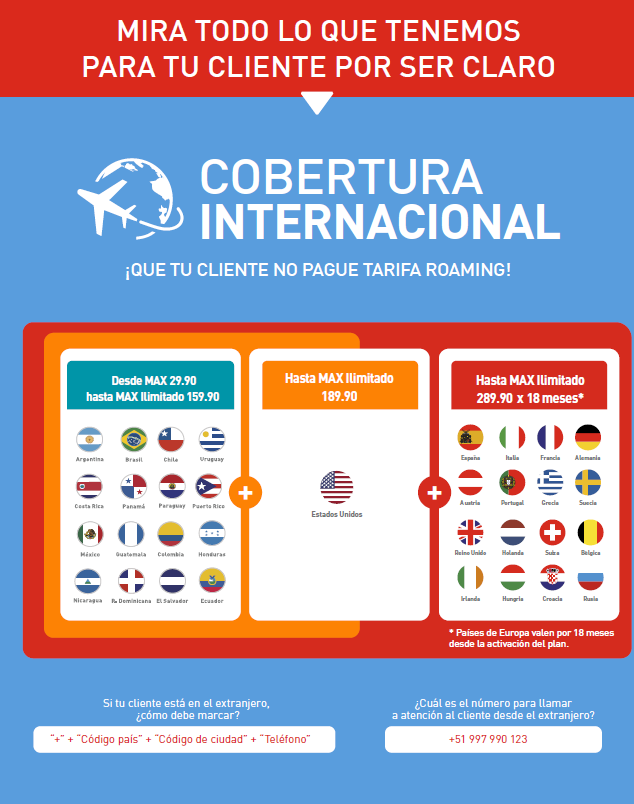 MIRA TODO LO QUE TENEMOS
PARA TU CLIENTE POR SER CLARO
COBERTURA
INTERNACIONAL
¡QUE TU CLIENTE NO PAGUE TARIFA ROAMING!
Desde MAX 29.90
hasta MAX Ilimitado 159.90
Argentina Brasil Chile Uruguay
Costa Rica Panamá Paraguay Puerto Rico
México Guatemala Colombia Honduras
Nicaragua Re Dominicana El Salvador Ecuador
+
Hasta MAX Ilimitado
189.90
Estados Unidos
+
Hasta MAX Ilimitado
289.90 x 18 meses*
España Italia Francia Alemania
Austria Portugal Grecia Suecia
Reino Unido Holanda Suiza Bélgica
Irlanda Hungría Croacia Rusia
* Países de Europa valen por 18 meses
desde la activación del plan.
Si tu cliente está en el extranjero,
¿cómo debe marcar?
"+" + "Código país" + "Código de ciudad" + "Teléfono"
¿Cuál es el número para llamar
a atención al cliente desde el extranjero?
+51 997 990 123